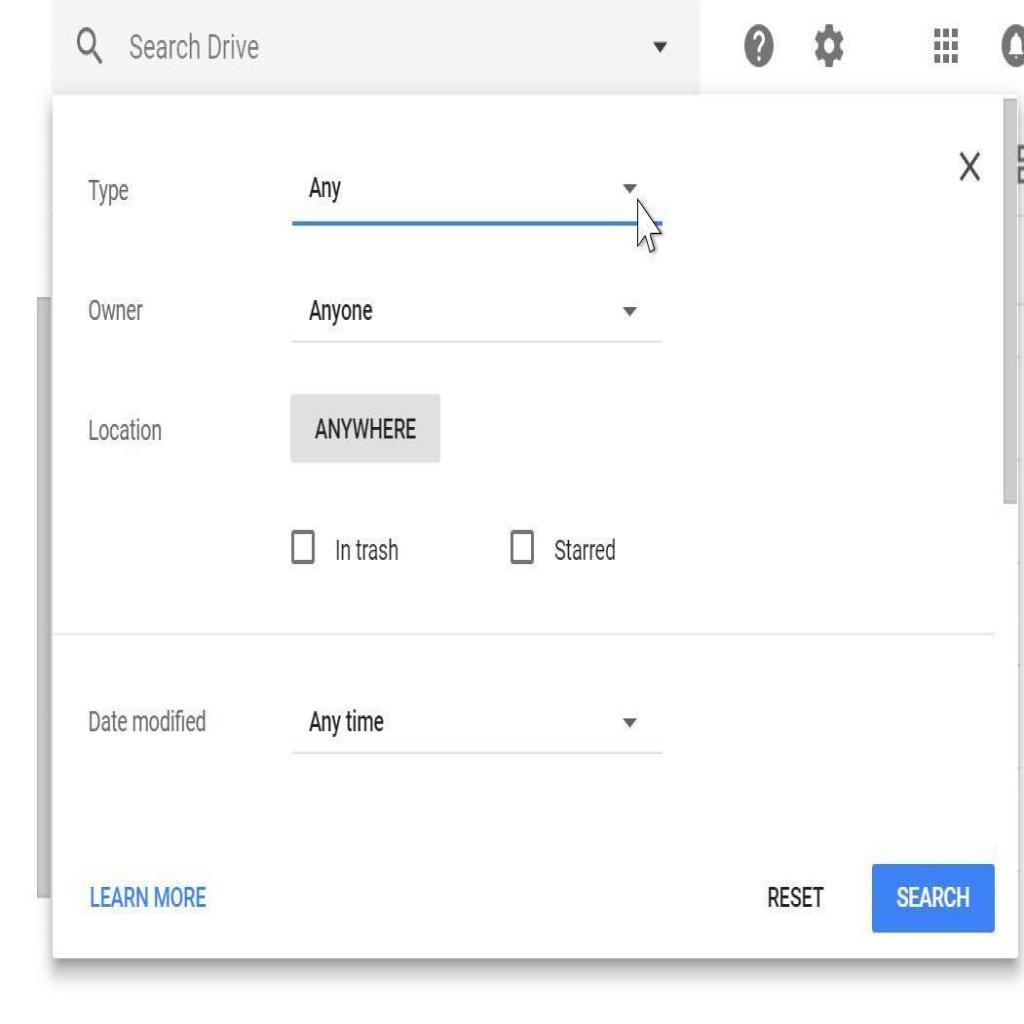 Search Drive
Type Any
Owner Anyone
Location ANYWHERE
In trash Starred
Date modified Any time
LEARN MORE RESET SEARCH